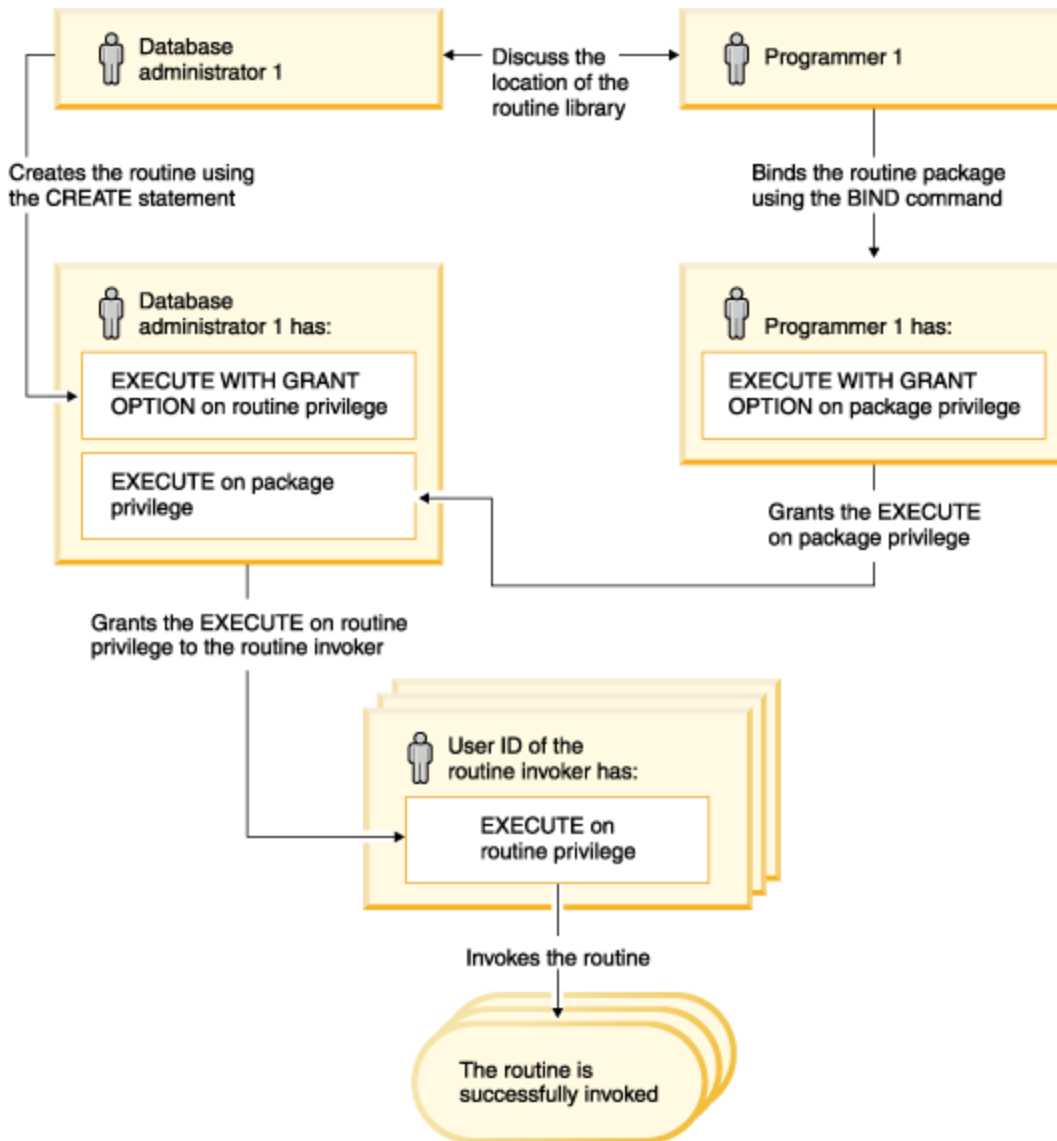 Database
administrator 1
Discuss the
location of the
routine library
Programmer 1
Creates the routine using
the CREATE statement
Binds the routine package
using the BIND command
Database
administrator 1 has:
EXECUTE WITH GRANT
OPTION on routine privilege
EXECUTE on package
privilege
Programmer 1 has:
EXECUTE WITH GRANT
OPTION on package privilege
Grants the EXECUTE
on package privilege
Grants the EXECUTE on routine
privilege to the routine invoker
User ID of the
routine invoker has:
EXECUTE on
routine privilege
Invokes the routine
The routine is
successfully invoked